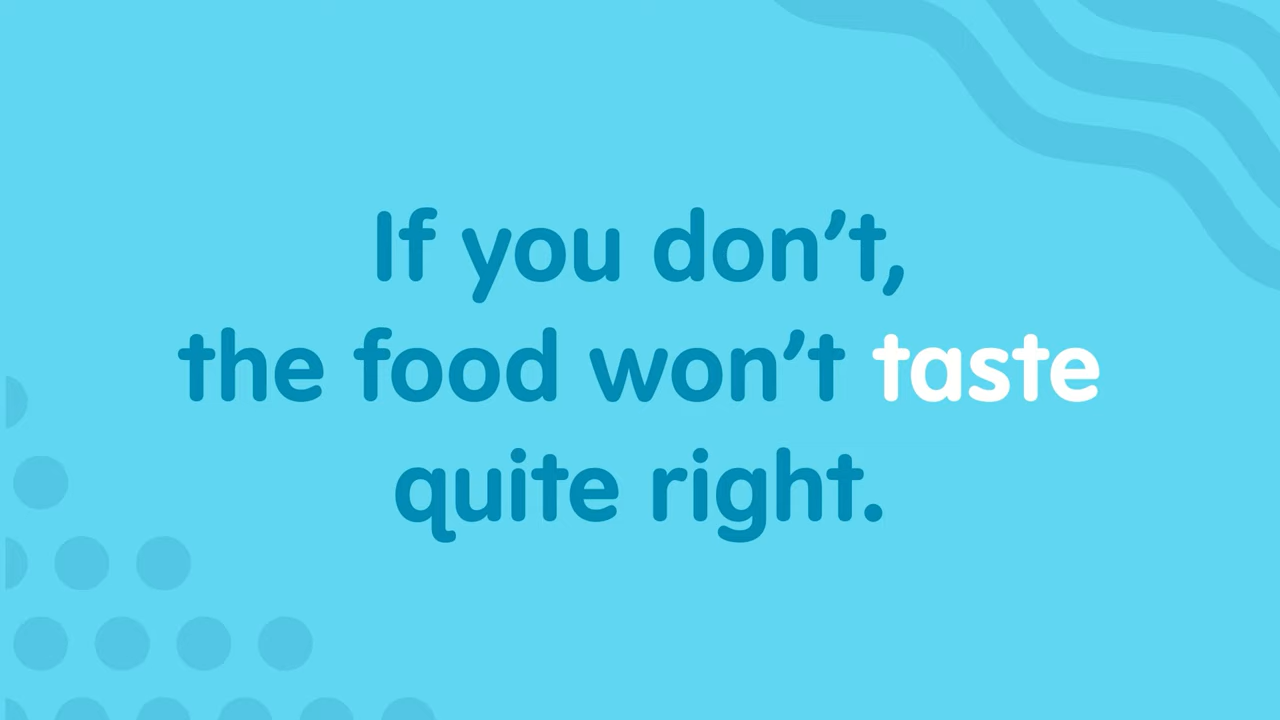 If you don’t,
the food won’t taste
quite right.